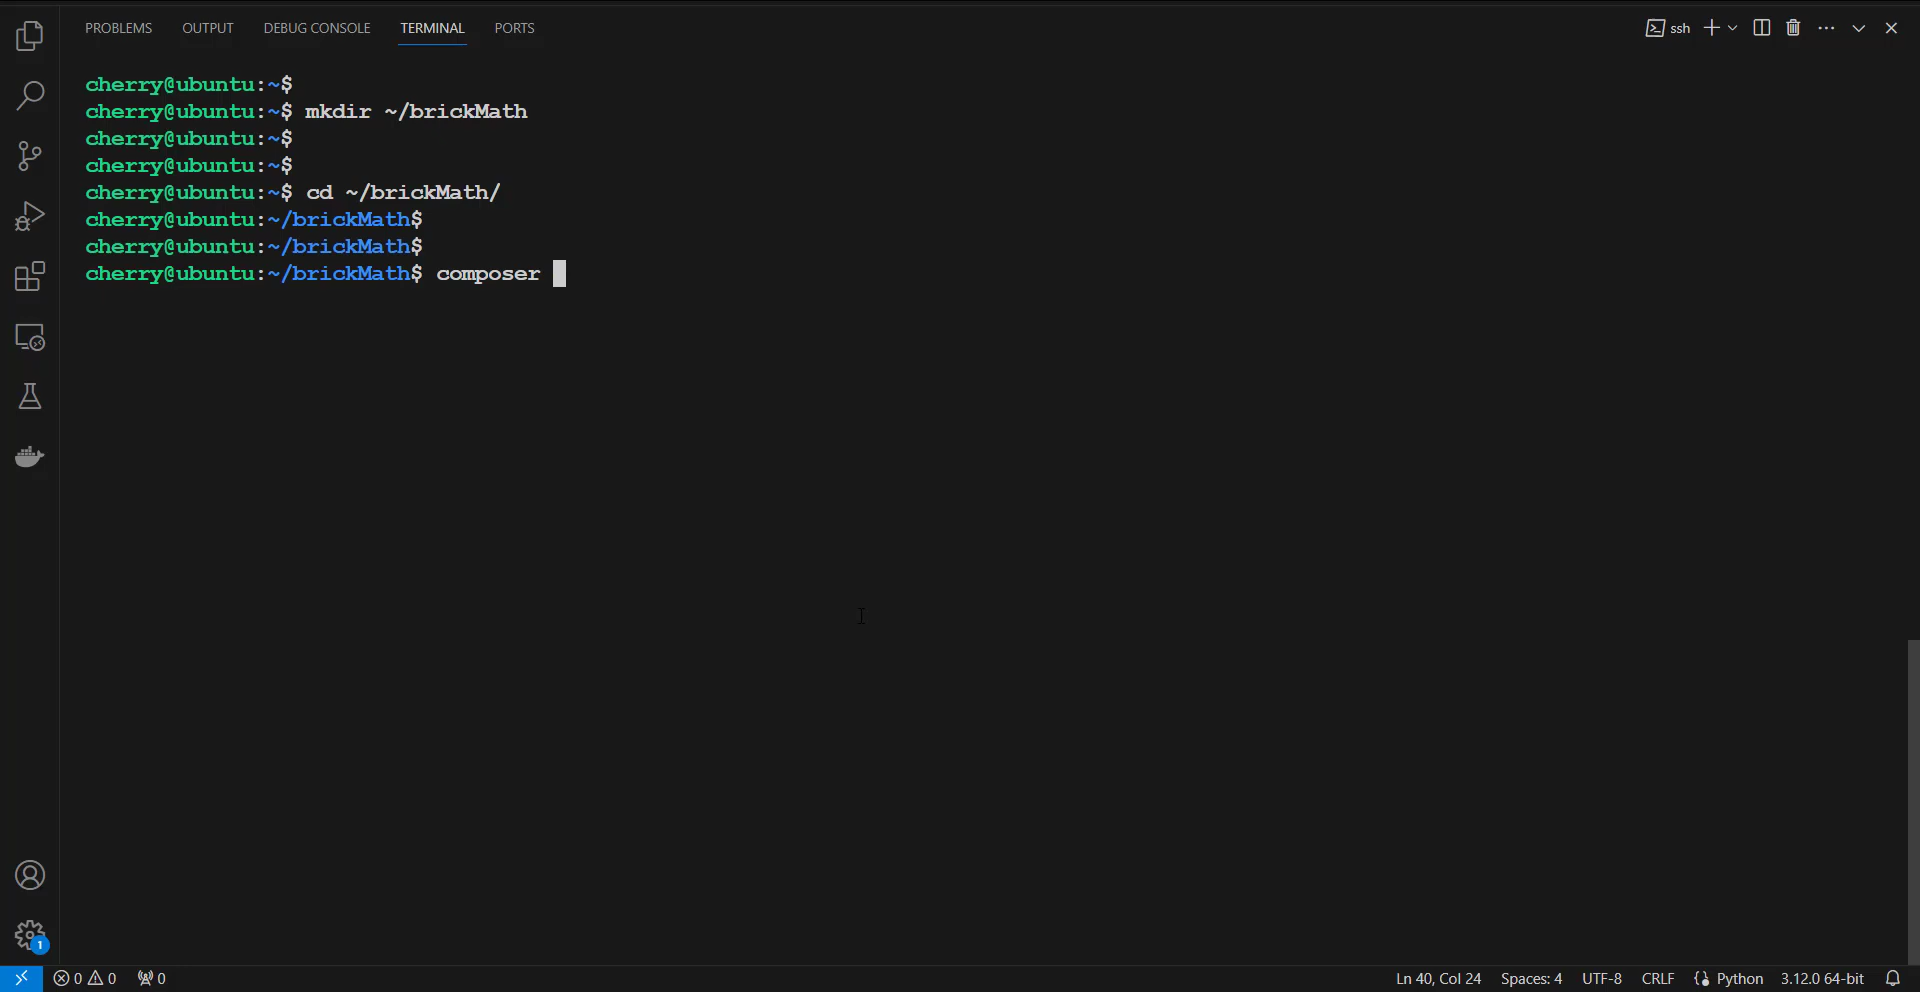 PROBLEMS OUTPUT DEBUG CONSOLE TERMINAL PORTS ssh
cherry@ubuntu:~$
cherry@ubuntu:~$ mkdir ~/brickMath
cherry@ubuntu:~$
cherry@ubuntu:~$
cherry@ubuntu:~$ cd ~/brickMath/
cherry@ubuntu:~/brickMath$
cherry@ubuntu:~/brickMath$
cherry@ubuntu:~/brickMath$ composer
1
0 0 0 Ln 40, Col 24 Spaces: 4 UTF-8 CRLF Python 3.12.0 64-bit